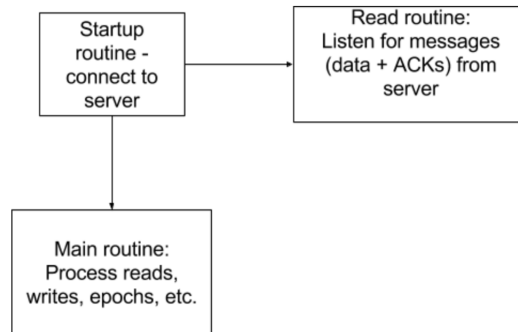 Startup
routine -
connect to
server
Read routine:
Listen for messages
(data + ACKs) from
server
Main routine:
Process reads,
writes, epochs, etc.